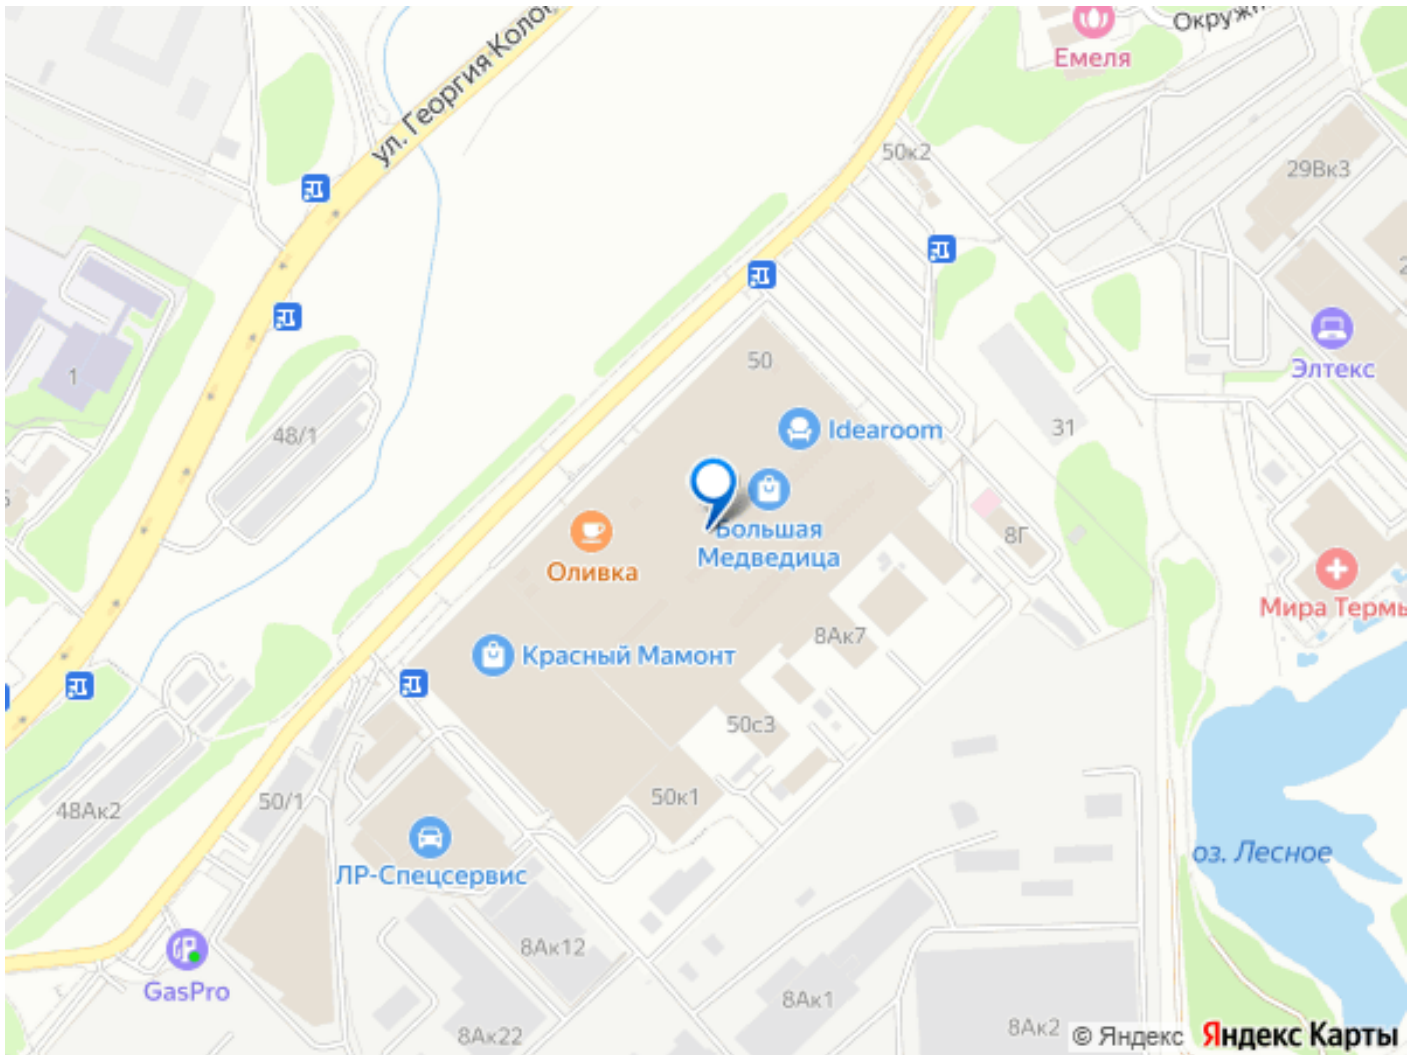 Окружн
Емеля
ул. Георгия Коло
50к2
29Вк3
50
1
Элтекс
48/1
Idearoom
31
Большая
Медведица
8Г
Оливка
Мира Термы
8Ак7
Красный Мамонт
50с3
50к1
48Ак2
50/1
оз. Лесное
ЛР-Спецсервис
8Ак12
GasPro
8Ак1
8Ак22
8Ак2
© Яндекс Яндекс Карты